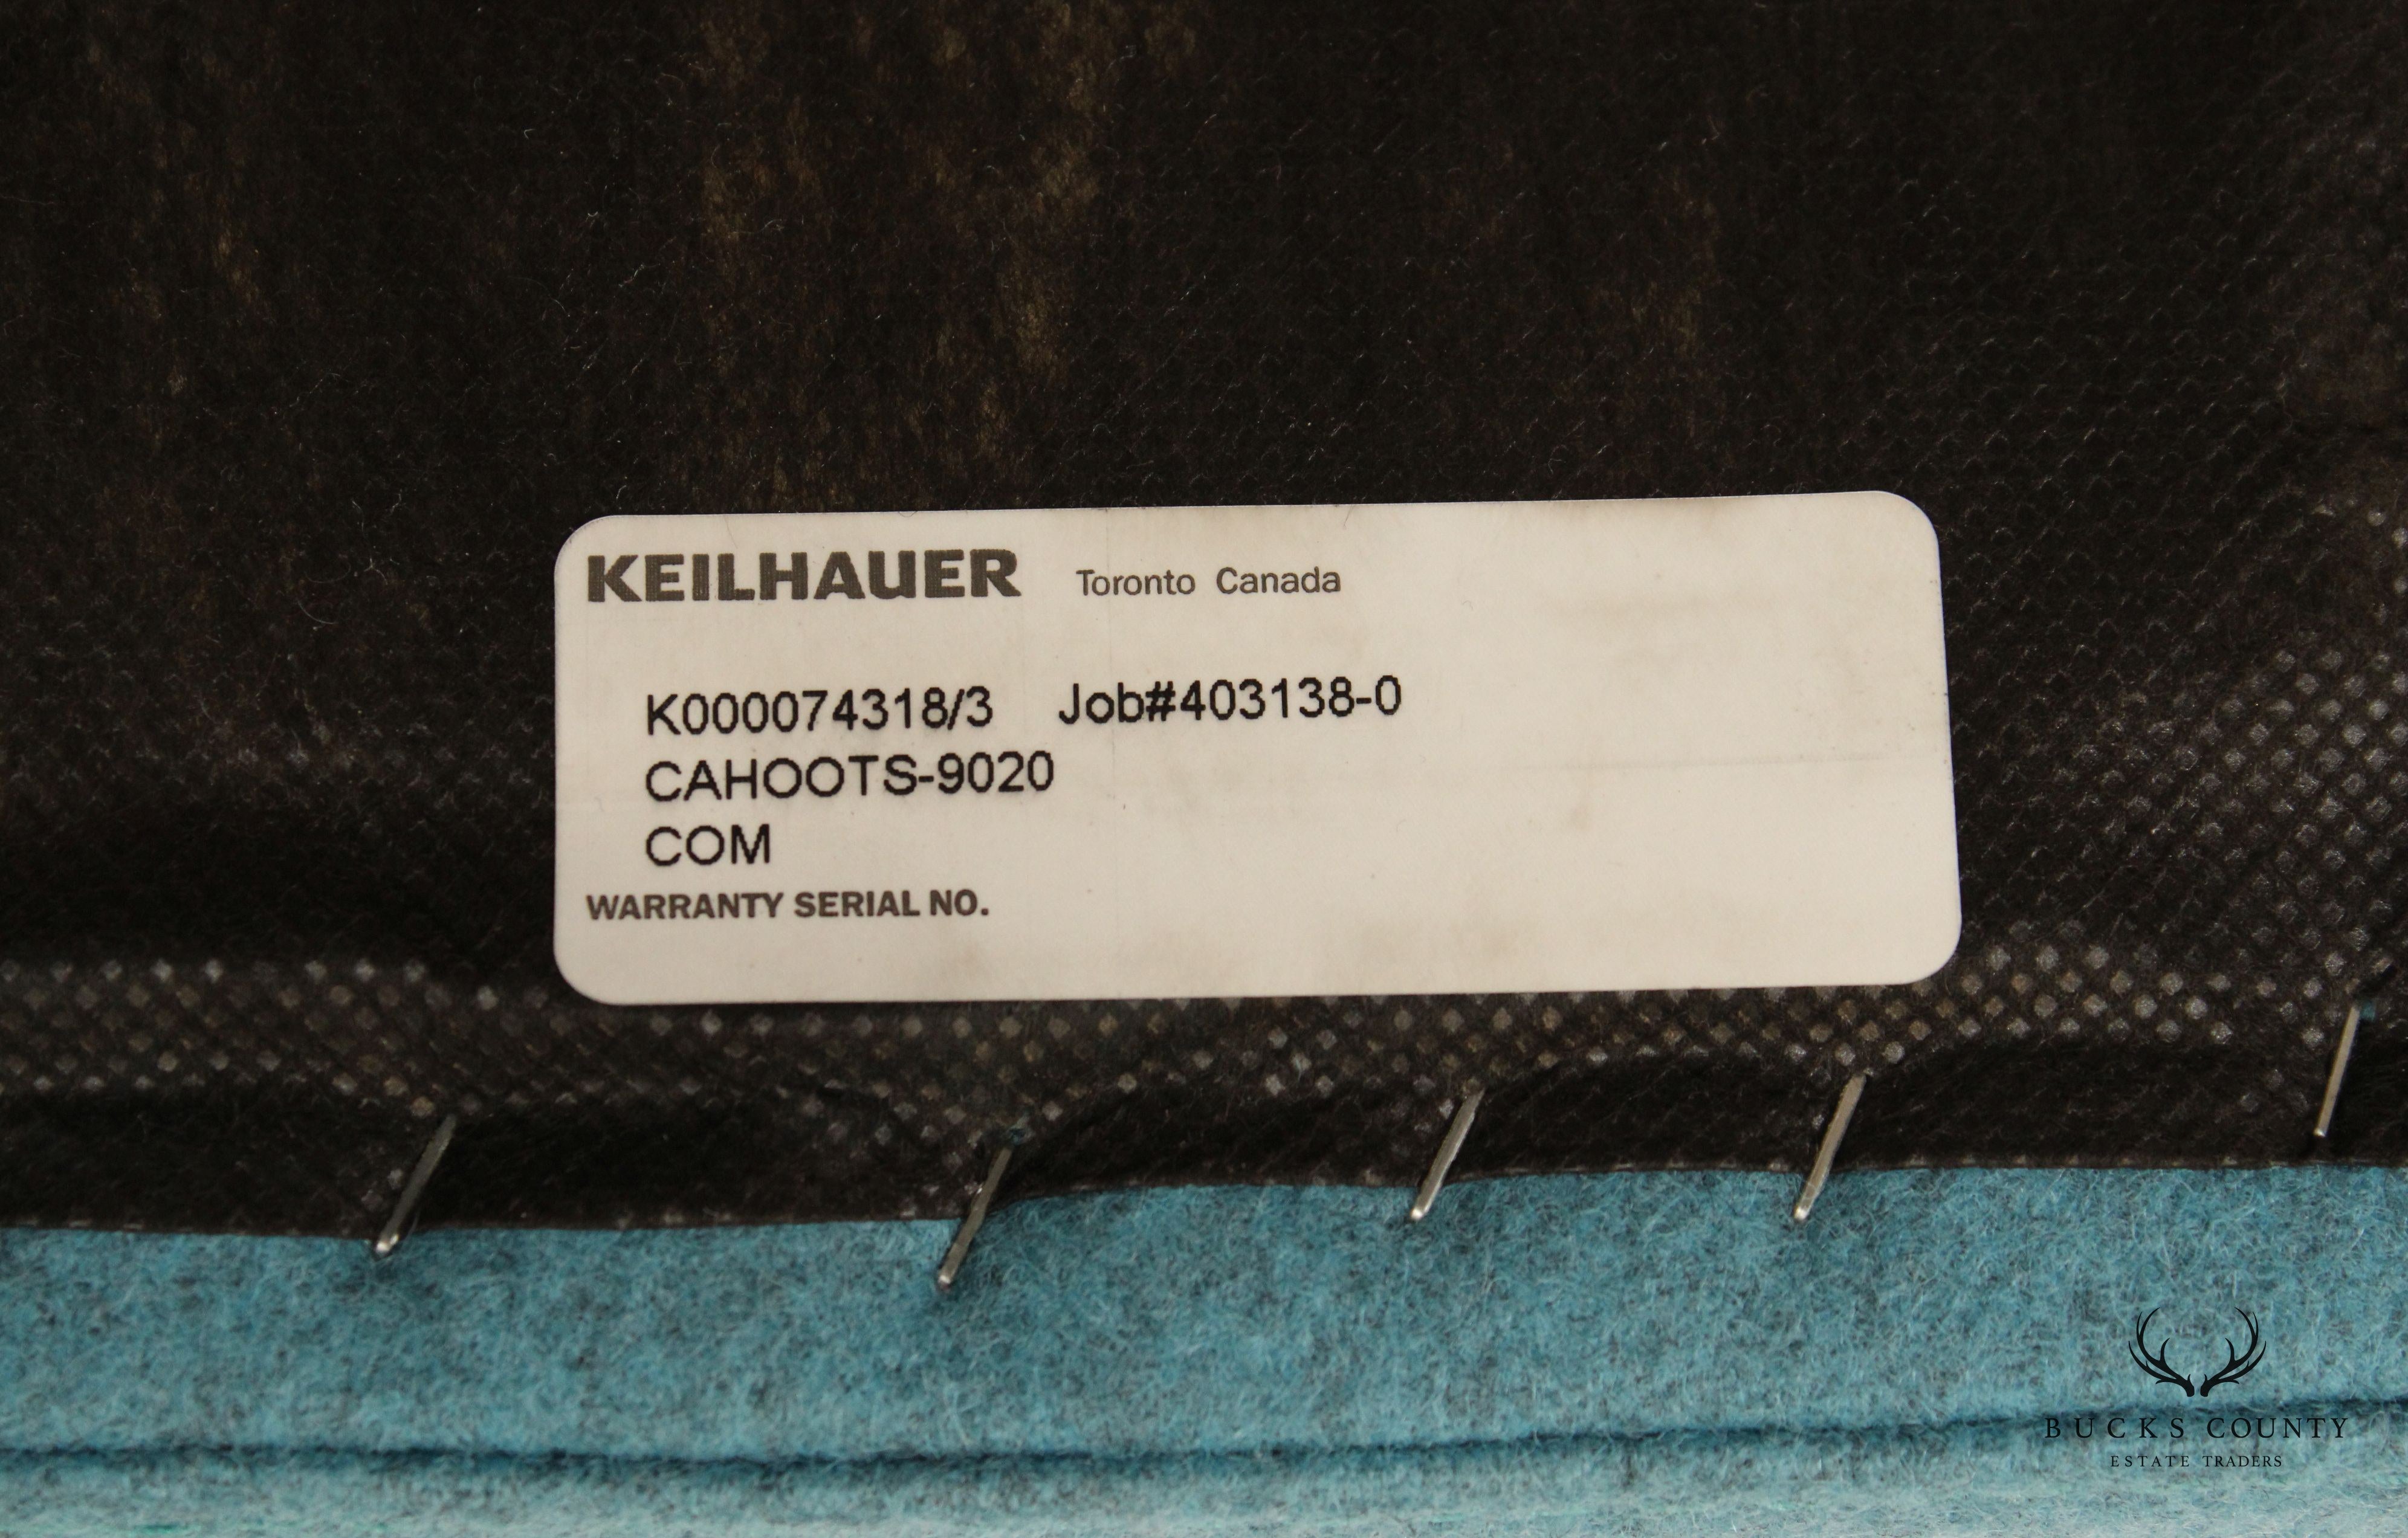 KEILHAUER Toronto Canada
K000074318/3 Job#403138-0
CAHOOTS-9020
COM
WARRANTY SERIAL NO.
BUCKS COUNTY
ESTATE TRADERS